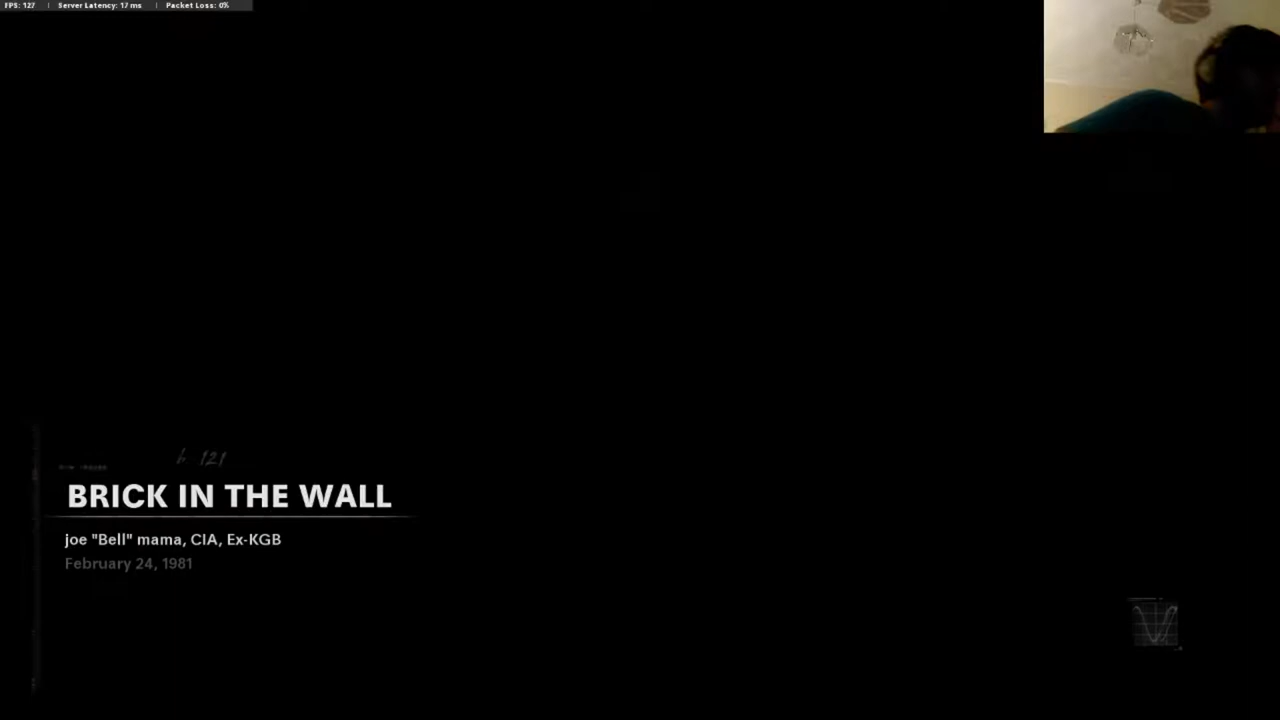 FPS: 127 | Server Latency: 17 ms | Packet Loss: 0%
121
BRICK IN THE WALL
joe "Bell" mama, CIA, Ex-KGB
February 24, 1981